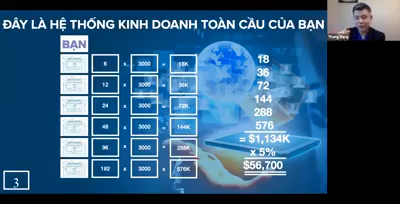 ĐÂY LÀ HỆ THỐNG KINH DOANH TOÀN CẦU CỦA BẠN
BẠN
6 x 3000 = 18K
12 x 3000 = 36K
24 x 3000 = 72K
48 x 3000 = 144K
96 x 3000 = 288K
192 x 3000 = 576K
18
36
72
144
288
576
= $1,134K
x 5%
$56,700
3